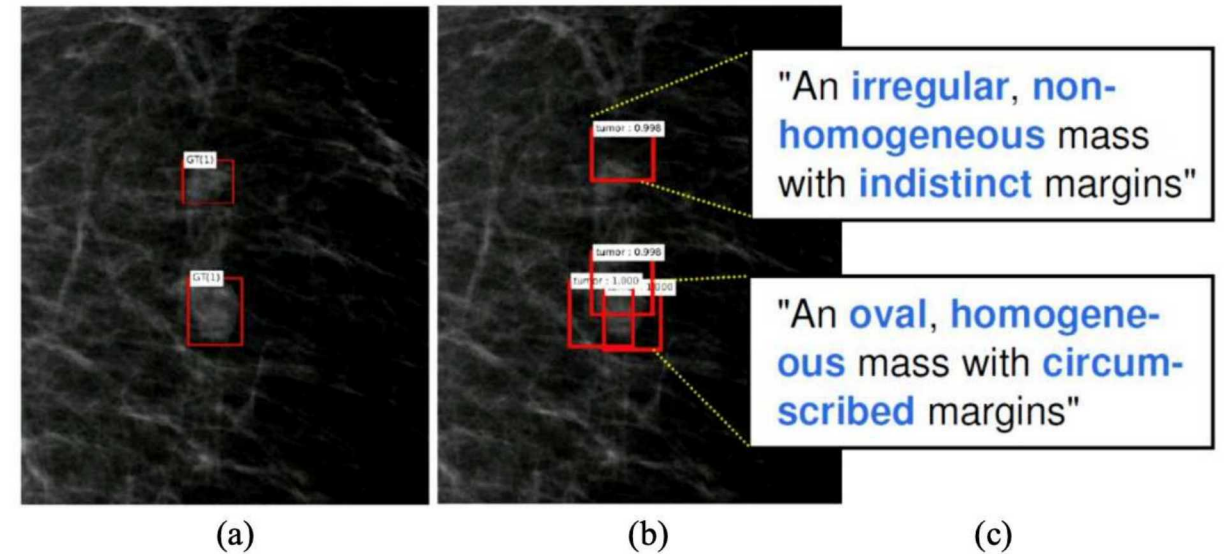 GT(1)
GT(1)
tumor : 0.998
tumor : 0.998
tumor : 1.000
"An irregular, non-
homogeneous mass
with indistinct margins"
"An oval, homogene-
ous mass with circum-
scribed margins"
(a)
(b)
(c)